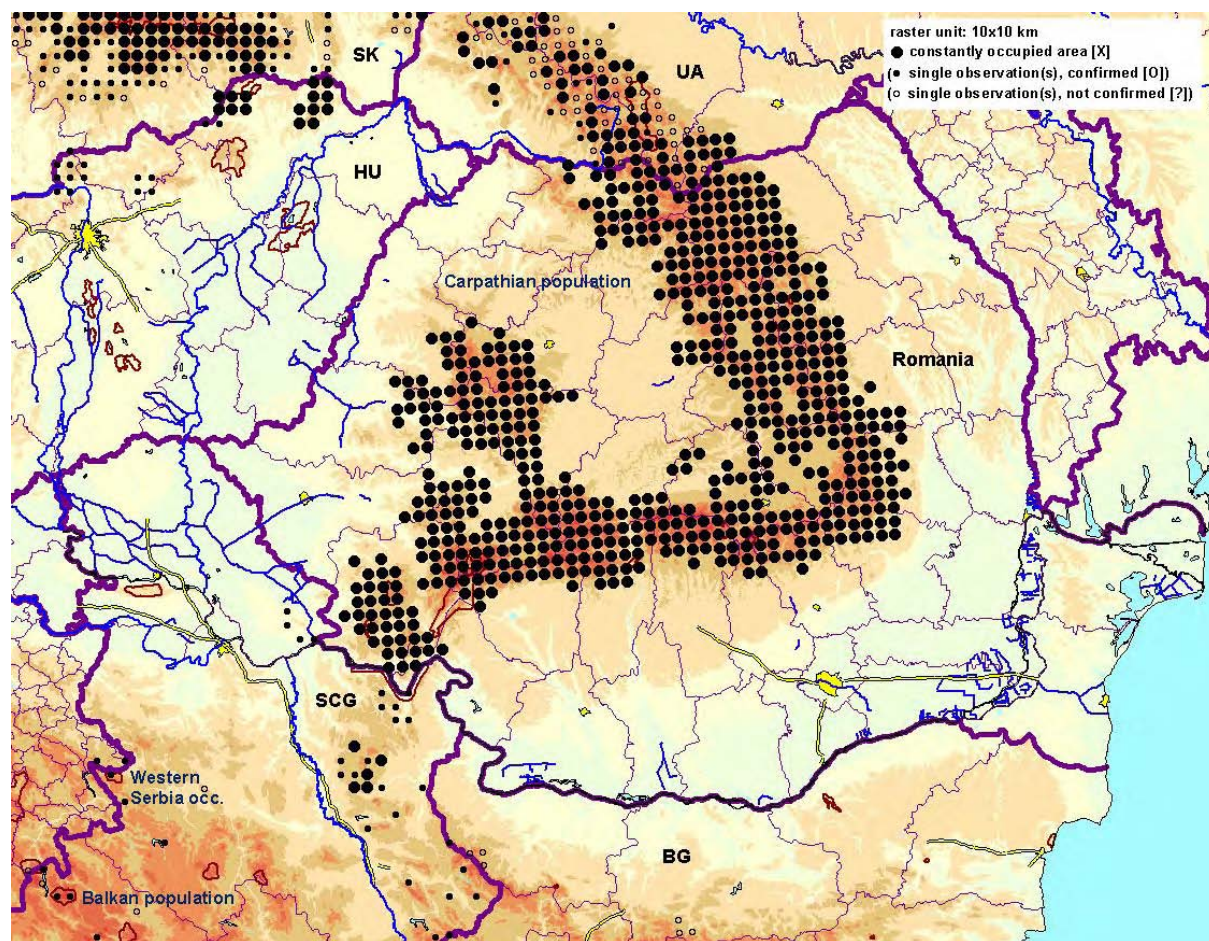 raster unit: 10x10 km
● constantly occupied area [X]
(• single observation(s), confirmed [O])
(○ single observation(s), not confirmed [?])
SK
UA
HU
Carpathian population
Romania
SCG
Western
Serbia occ.
BG
Balkan population